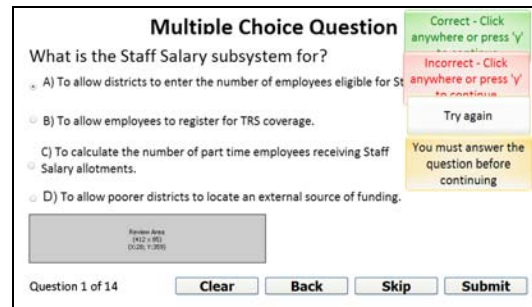 Multiple Choice Question
What is the Staff Salary subsystem for?
A) To allow districts to enter the number of employees eligible for St
B) To allow employees to register for TRS coverage.
C) To calculate the number of part time employees receiving Staff
Salary allotments.
D) To allow poorer districts to locate an external source of funding.
Correct - Click
anywhere or press 'y'
to continue
Incorrect - Click
anywhere or press 'y'
to continue
Try again
You must answer the
question before
continuing
Review Area
Question 1 of 14
Clear
Back
Skip
Submit